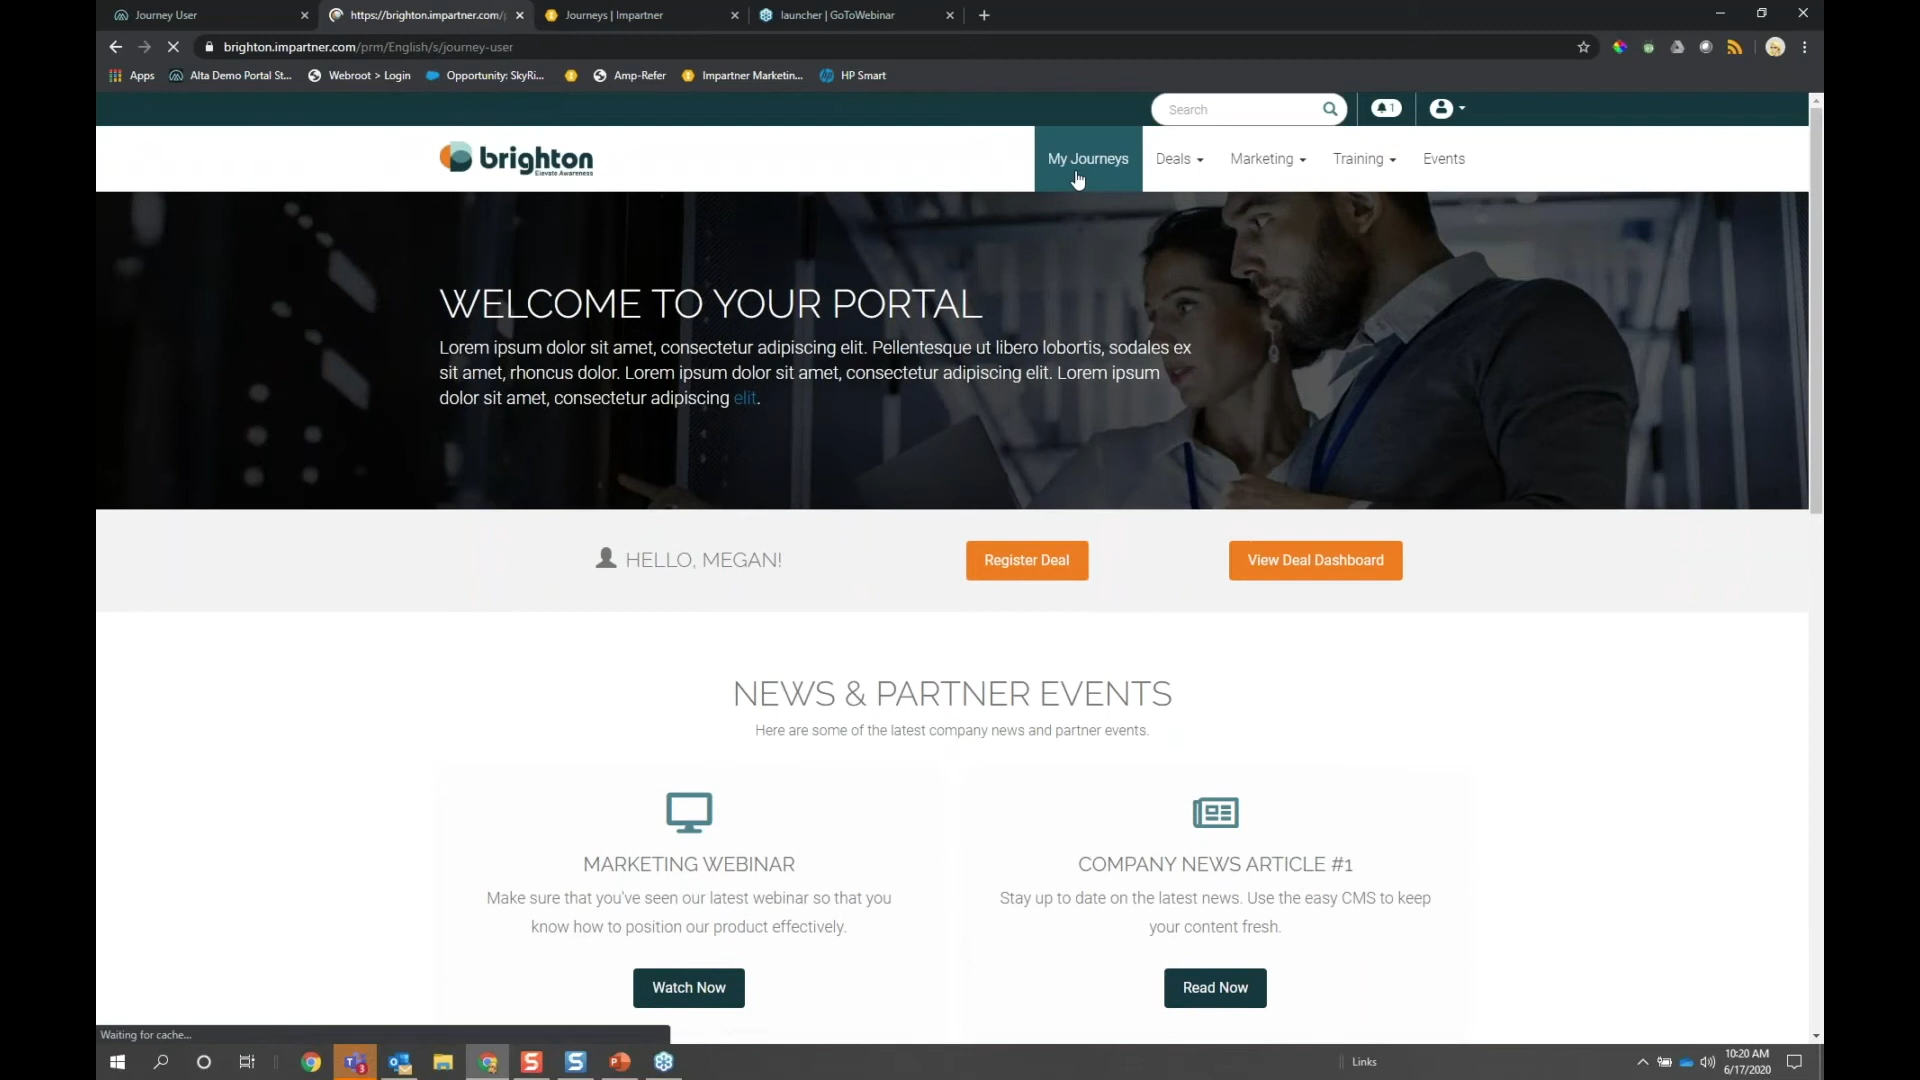 Journey User
https://brighton.impartner.com/p
Journeys | Impartner
launcher | GoToWebinar
brighton.impartner.com/prm/English/s/journey-user
Apps
Alta Demo Portal St...
Webroot > Login
Opportunity: SkyRi...
Amp-Refer
Impartner Marketin...
HP Smart
Search
1
brighton
Elevate Awareness
My Journeys
Deals
Marketing
Training
Events
WELCOME TO YOUR PORTAL
Lorem ipsum dolor sit amet, consectetur adipiscing elit. Pellentesque ut libero lobortis, sodales ex
sit amet, rhoncus dolor. Lorem ipsum dolor sit amet, consectetur adipiscing elit. Lorem ipsum
dolor sit amet, consectetur adipiscing elit.
HELLO, MEGAN!
Register Deal
View Deal Dashboard
NEWS & PARTNER EVENTS
Here are some of the latest company news and partner events.
MARKETING WEBINAR
Make sure that you've seen our latest webinar so that you
know how to position our product effectively.
Watch Now
COMPANY NEWS ARTICLE #1
Stay up to date on the latest news. Use the easy CMS to keep
your content fresh.
Read Now
Waiting for cache...
Links
10:20 AM
6/17/2020